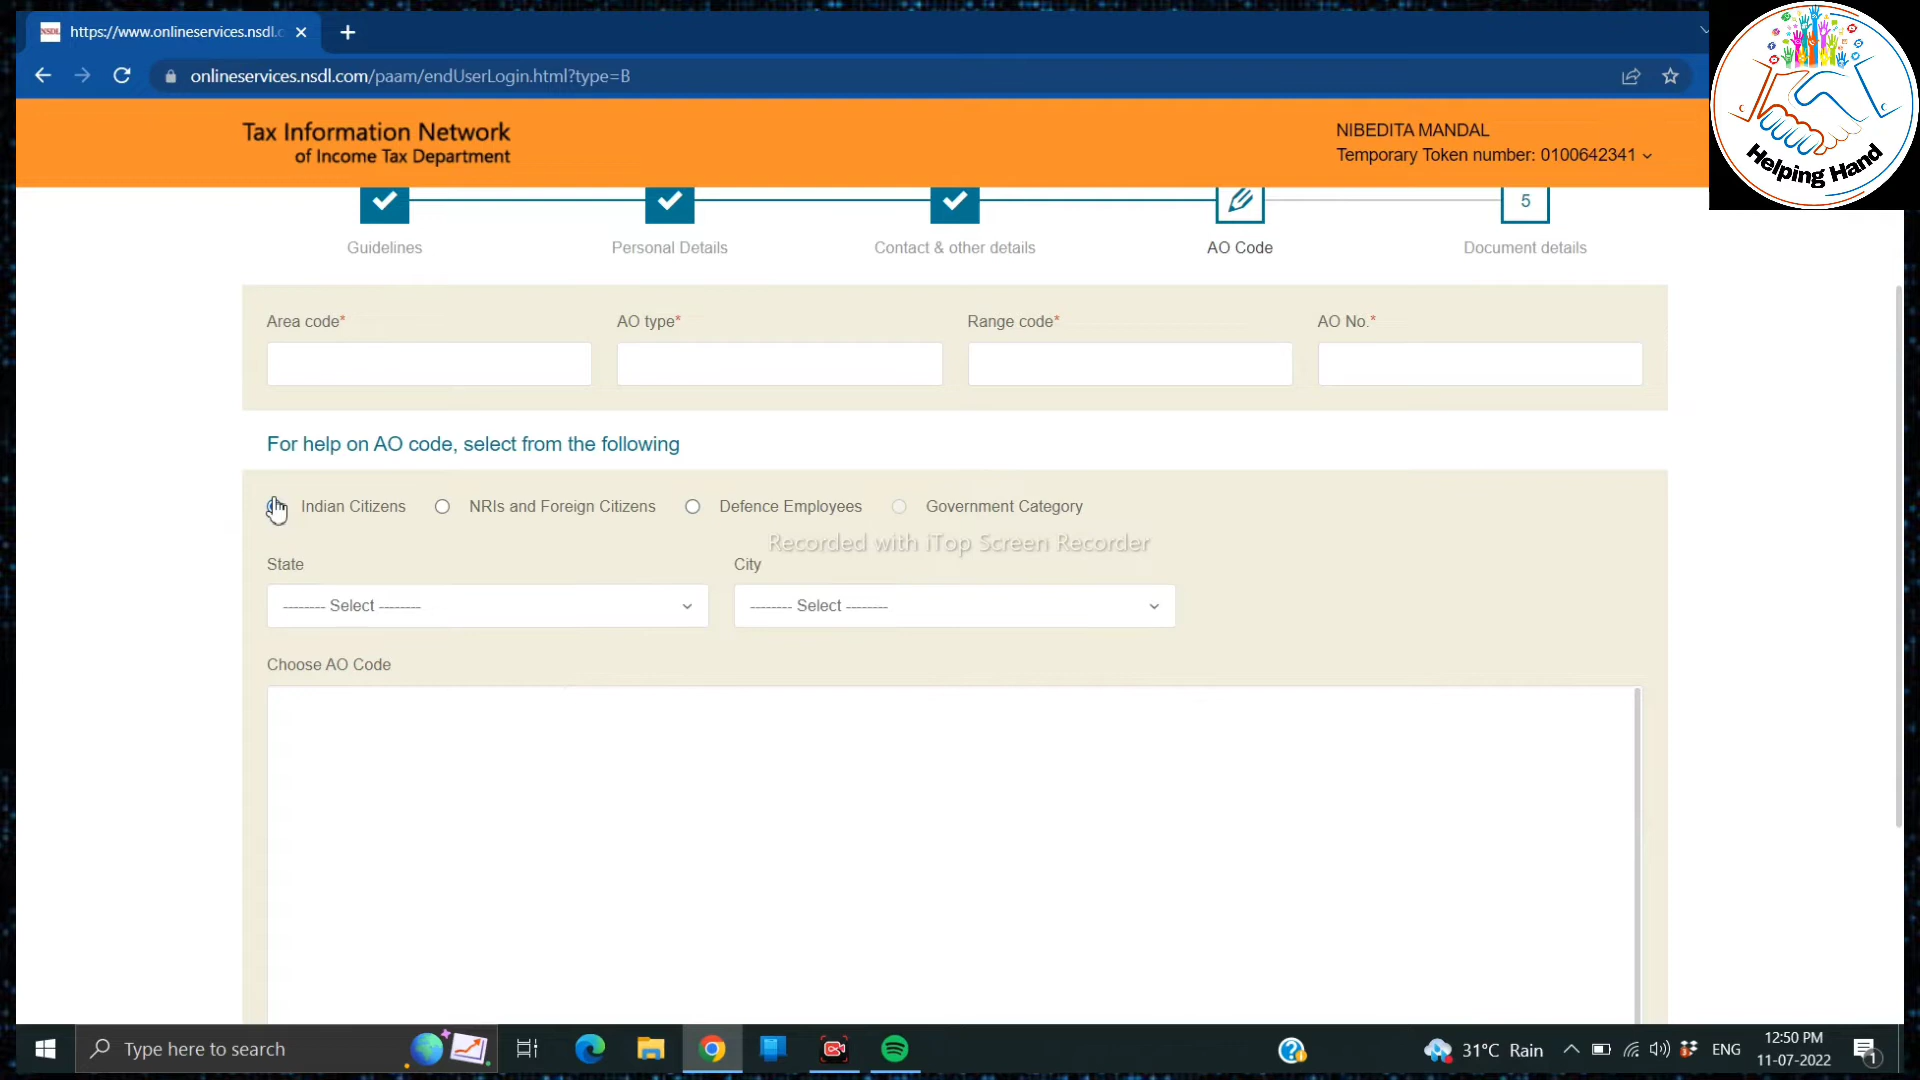 https://www.onlineservices.nsdl.c
onlineservices.nsdl.com/paam/endUserLogin.html?type=B
Helping Hand
Tax Information Network
of Income Tax Department
NIBEDITA MANDAL
Temporary Token number: 0100642341
5
Guidelines
Personal Details
Contact & other details
AO Code
Document details
Area code*
AO type*
Range code*
AO No.*
For help on AO code, select from the following
Indian Citizens
NRIs and Foreign Citizens
Defence Employees
Government Category
Recorded with iTop Screen Recorder
State
City
-------- Select --------
-------- Select --------
Choose AO Code
Type here to search
31°C Rain
ENG
12:50 PM
11-07-2022
1